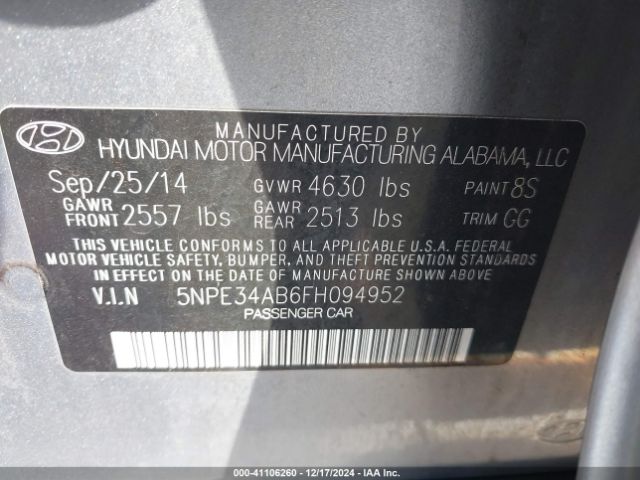 MANUFACTURED BY
HYUNDAI MOTOR MANUFACTURING ALABAMA, LLC
Sep/25/14 GVWR 4630 lbs PAINT 8S
GAWR FRONT 2557 lbs GAWR REAR 2513 lbs TRIM GG
THIS VEHICLE CONFORMS TO ALL APPLICABLE U.S.A. FEDERAL
MOTOR VEHICLE SAFETY, BUMPER, AND THEFT PREVENTION STANDARDS
IN EFFECT ON THE DATE OF MANUFACTURE SHOWN ABOVE.
V.I.N 5NPE34AB6FH094952
PASSENGER CAR
000-41106260 - 12/17/2024 - IAA Inc.